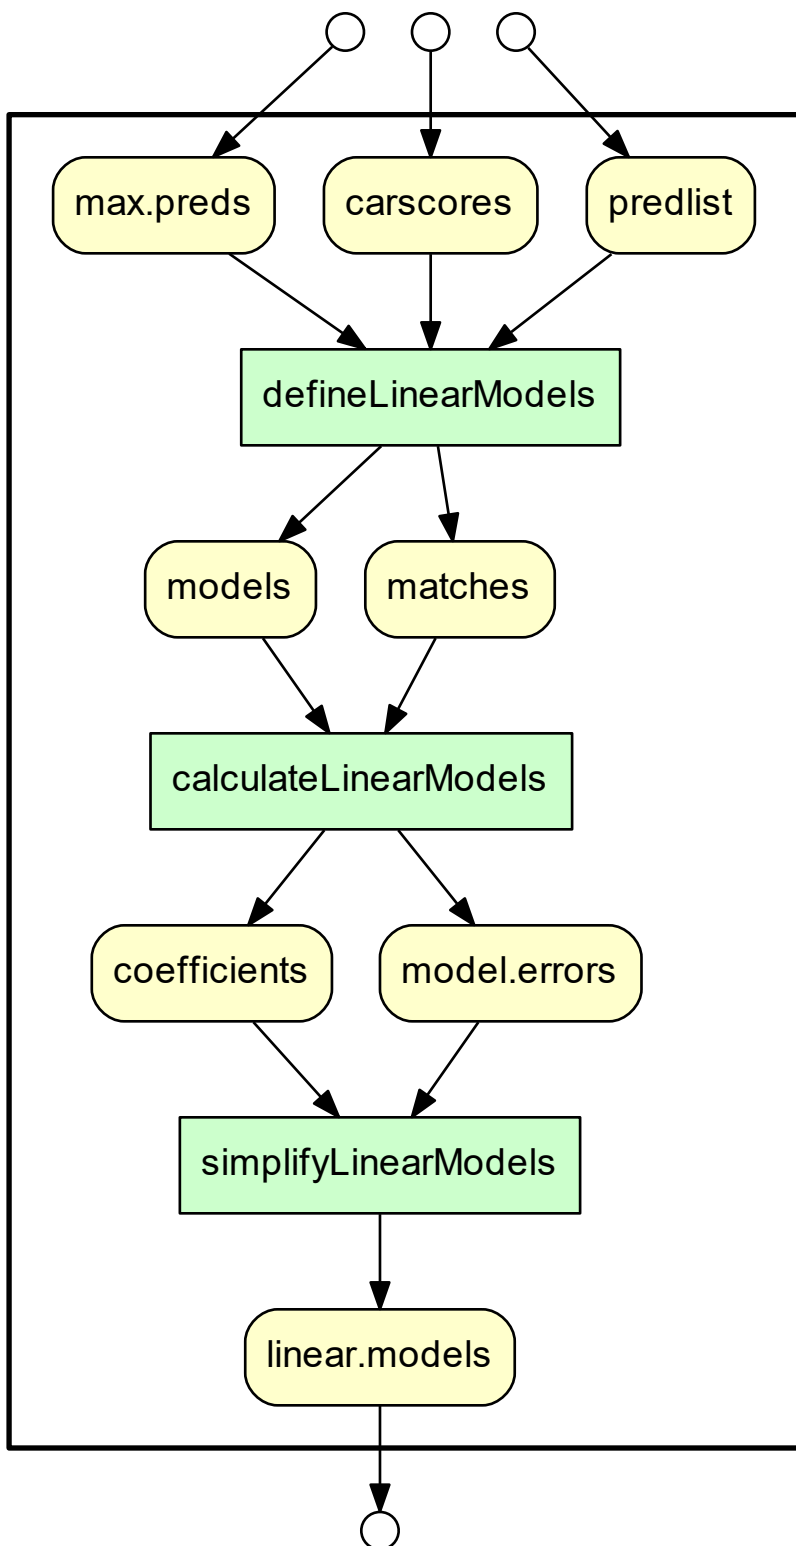 max.preds
carscores
predlist
defineLinearModels
models
matches
calculateLinearModels
coefficients
model.errors
simplifyLinearModels
linear.models